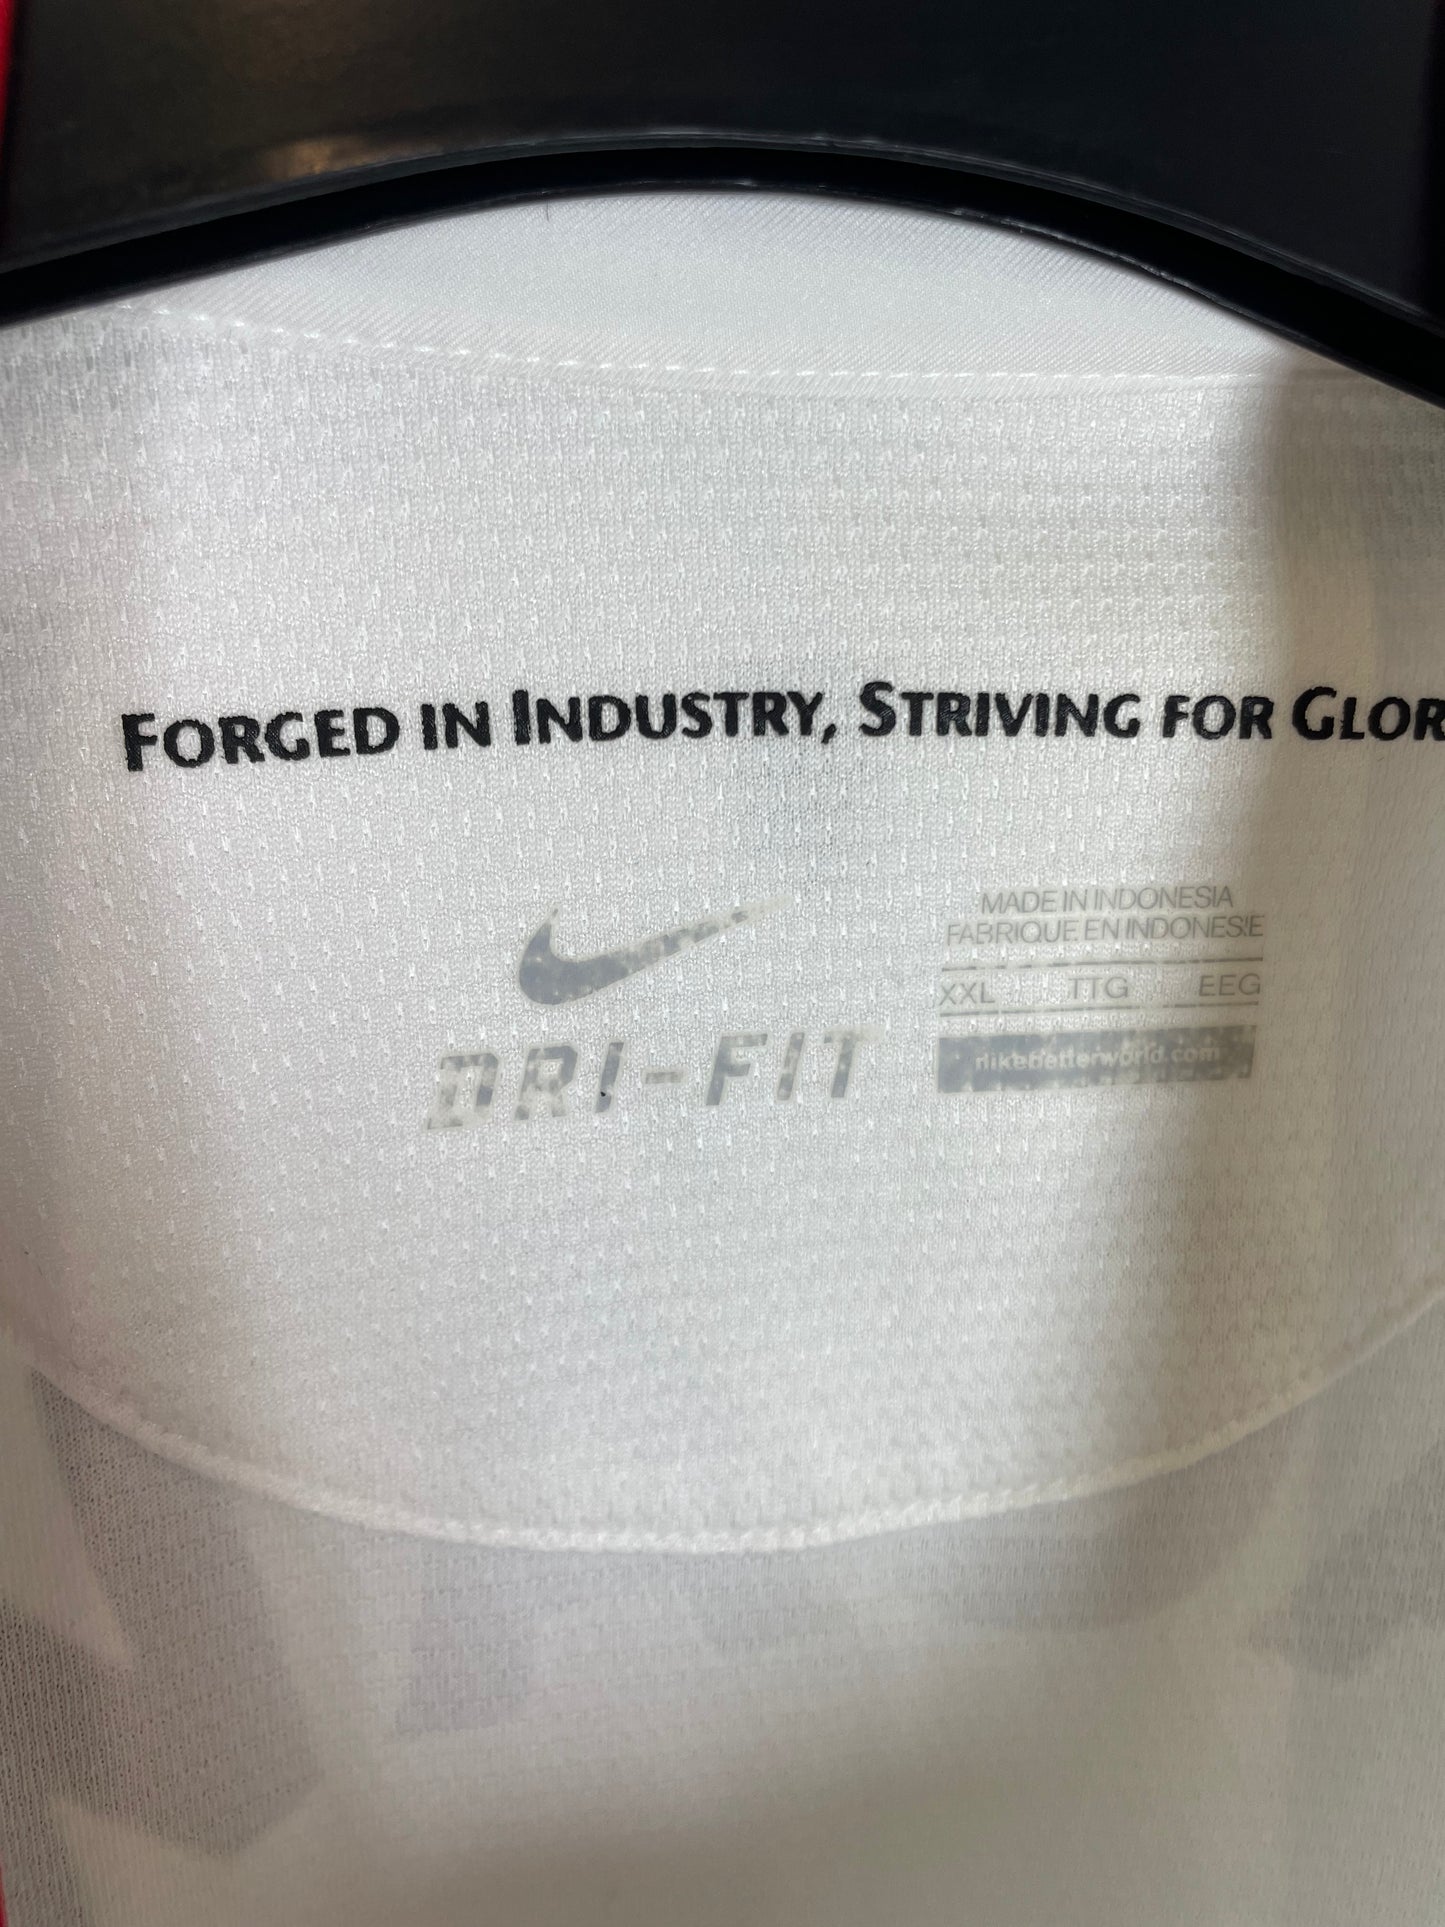 FORGED IN INDUSTRY, STRIVING FOR GLOR
MADE IN INDONESIA
FABRIQUE EN INDONESIE
XXL TTG EEG
nikebetterworld.com
DRI-FIT